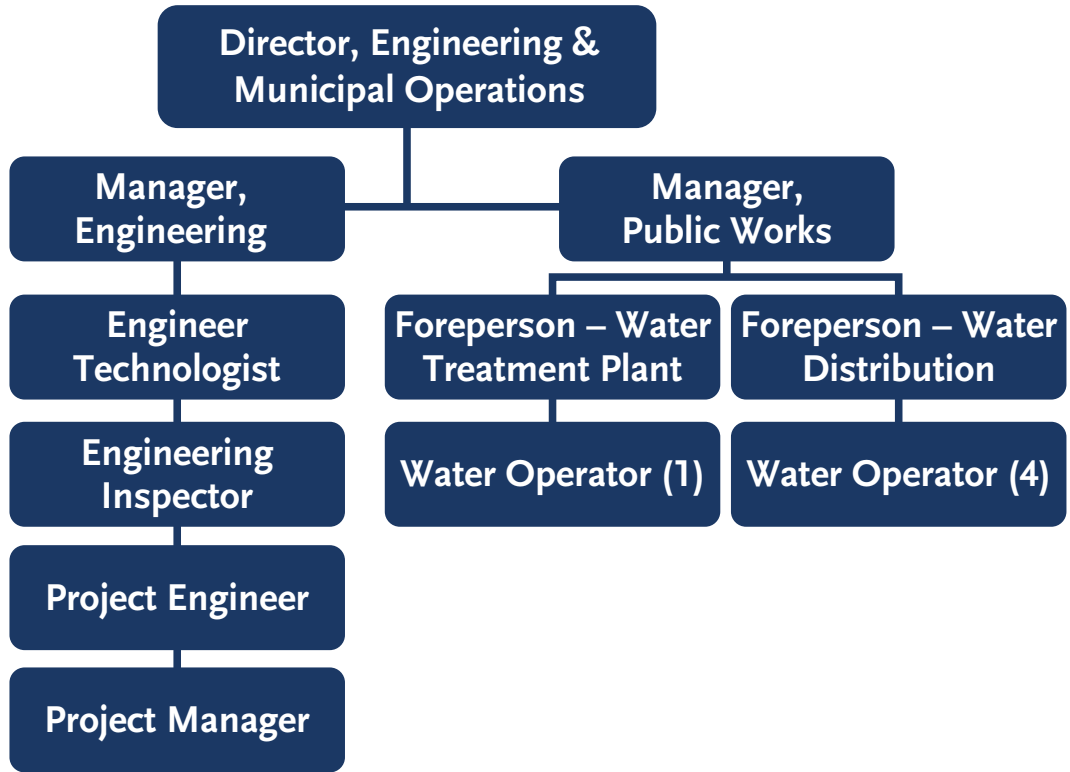 Director, Engineering &
Municipal Operations
Manager,
Engineering
Manager,
Public Works
Engineer
Technologist
Foreperson – Water
Treatment Plant
Foreperson – Water
Distribution
Engineering
Inspector
Water Operator (1)
Water Operator (4)
Project Engineer
Project Manager